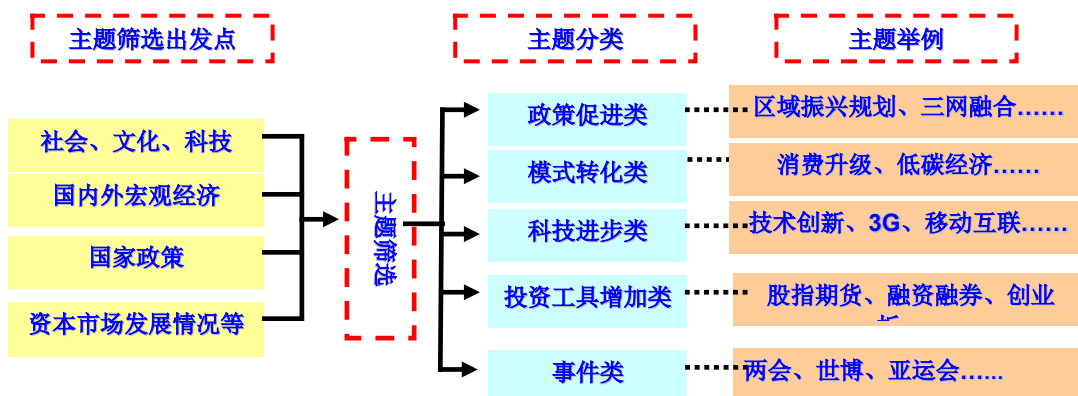 主题筛选出发点
主题分类
主题举例
社会、文化、科技
国内外宏观经济
国家政策
资本市场发展情况等
主题筛选
政策促进类
模式转化类
科技进步类
投资工具增加类
事件类
区域振兴规划、三网融合……
消费升级、低碳经济……
技术创新、3G、移动互联……
股指期货、融资融券、创业
两会、世博、亚运会……